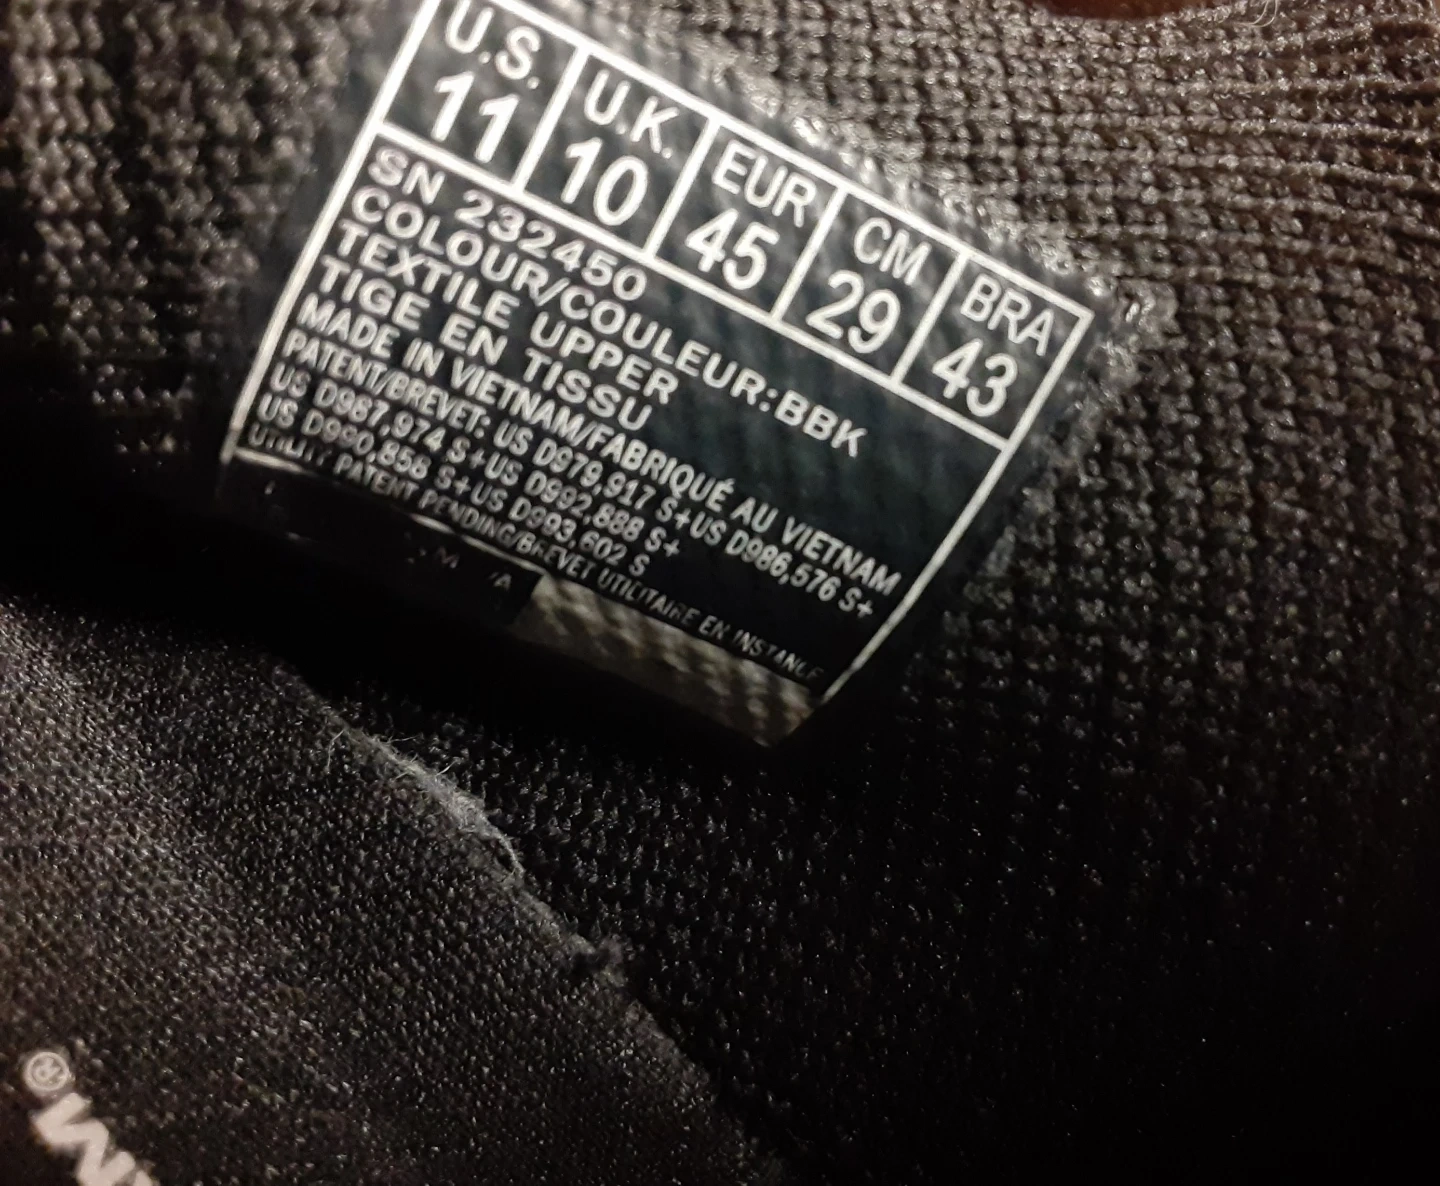 U.S. U.K. EUR CM BRA
11 10 45 29 43
SN 232450
COLOUR/COULEUR:BBK
TEXTILE UPPER
TIGE EN TISSU
MADE IN VIETNAM/FABRIQUÉ AU VIETNAM
PATENT/BREVET: US D979,917 S+US D986,576 S+
US D987,974 S+US D992,888 S+
US D990,856 S+US D993,602 S
UTILITY PATENT PENDING/BREVET UTILITAIRE EN INSTANCE
®